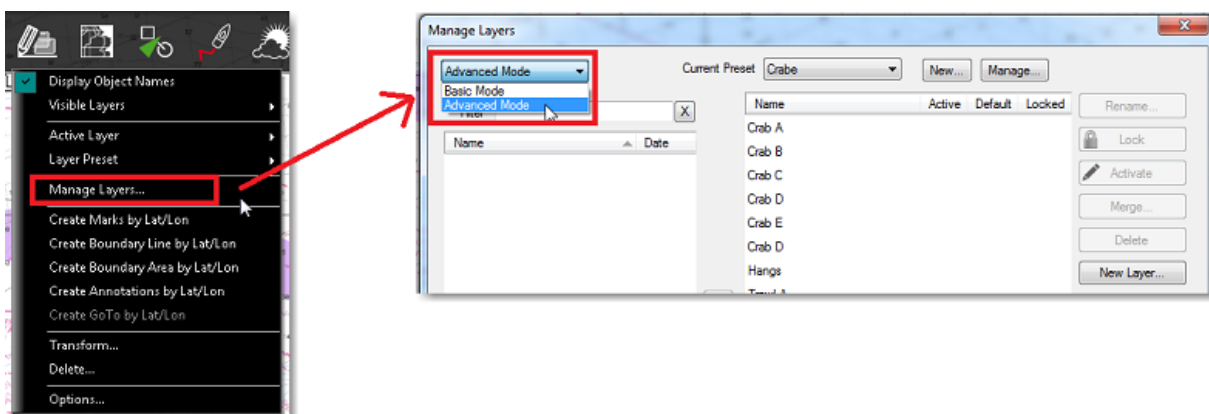 Display Object Names
Visible Layers
Active Layer
Layer Preset
Manage Layers...
Create Marks by Lat/Lon
Create Boundary Line by Lat/Lon
Create Boundary Area by Lat/Lon
Create Annotations by Lat/Lon
Create GoTo by Lat/Lon
Transform...
Delete...
Options...
Manage Layers
Advanced Mode
Current Preset Crabe New... Manage...
Basic Mode
Advanced Mode
Filter X
Name Date
Name Active Default Locked
Crab A
Crab B
Crab C
Crab D
Crab E
Crab D
Hangs
Rename...
Lock
Activate
Merge...
Delete
New Layer...